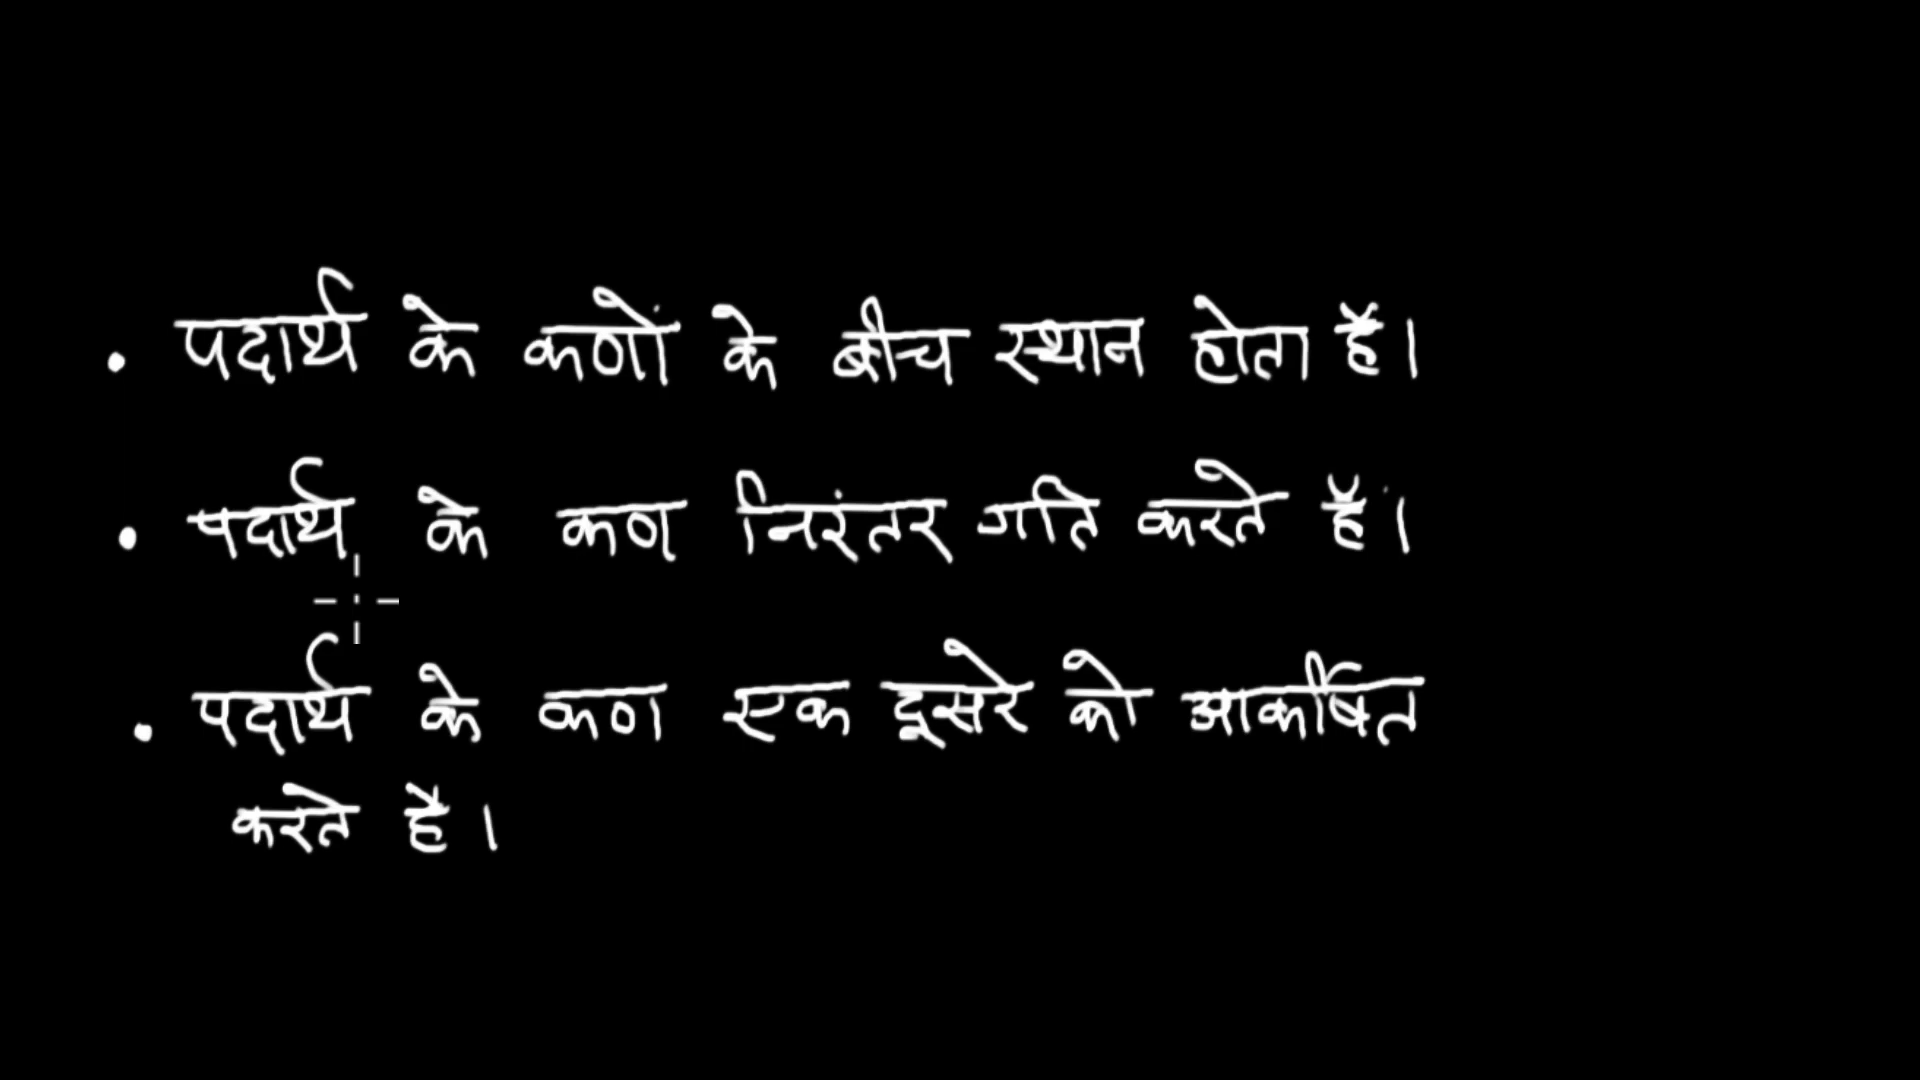 • पदार्थ के कणों के बीच स्थान होता है।
• पदार्थ के कण निरंतर गति करते हैं।
• पदार्थ के कण एक दूसरे को आकर्षित
करते है।